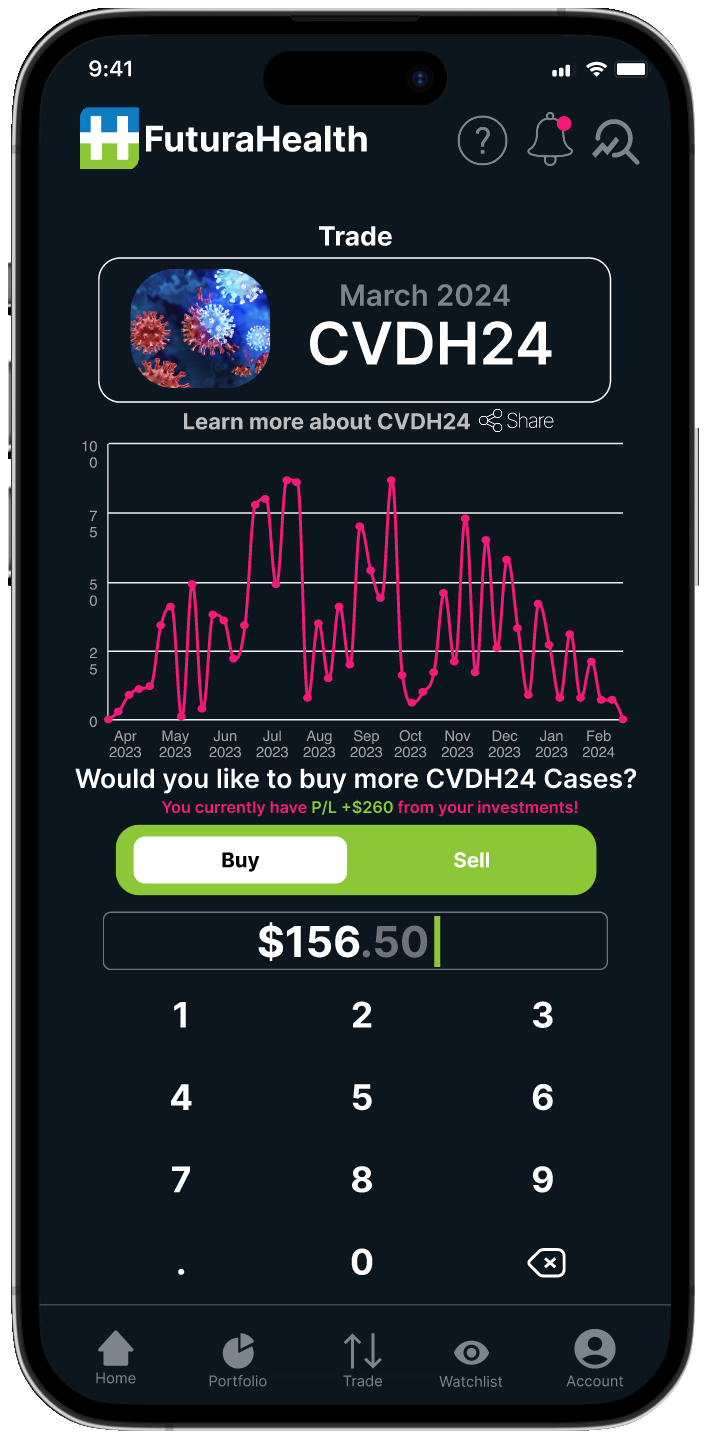 9:41
FuturaHealth
?
Trade
March 2024
CVDH24
Learn more about CVDH24 Share
10
0
7
5
5
0
2
5
0
Apr May Jun Jul Aug Sep Oct Nov Dec Jan Feb
2023 2023 2023 2023 2023 2023 2023 2023 2023 2023 2024
Would you like to buy more CVDH24 Cases?
You currently have P/L +$260 from your investments!
Buy Sell
$156.50
1 2 3
4 5 6
7 8 9
. 0
Home Portfolio Trade Watchlist Account